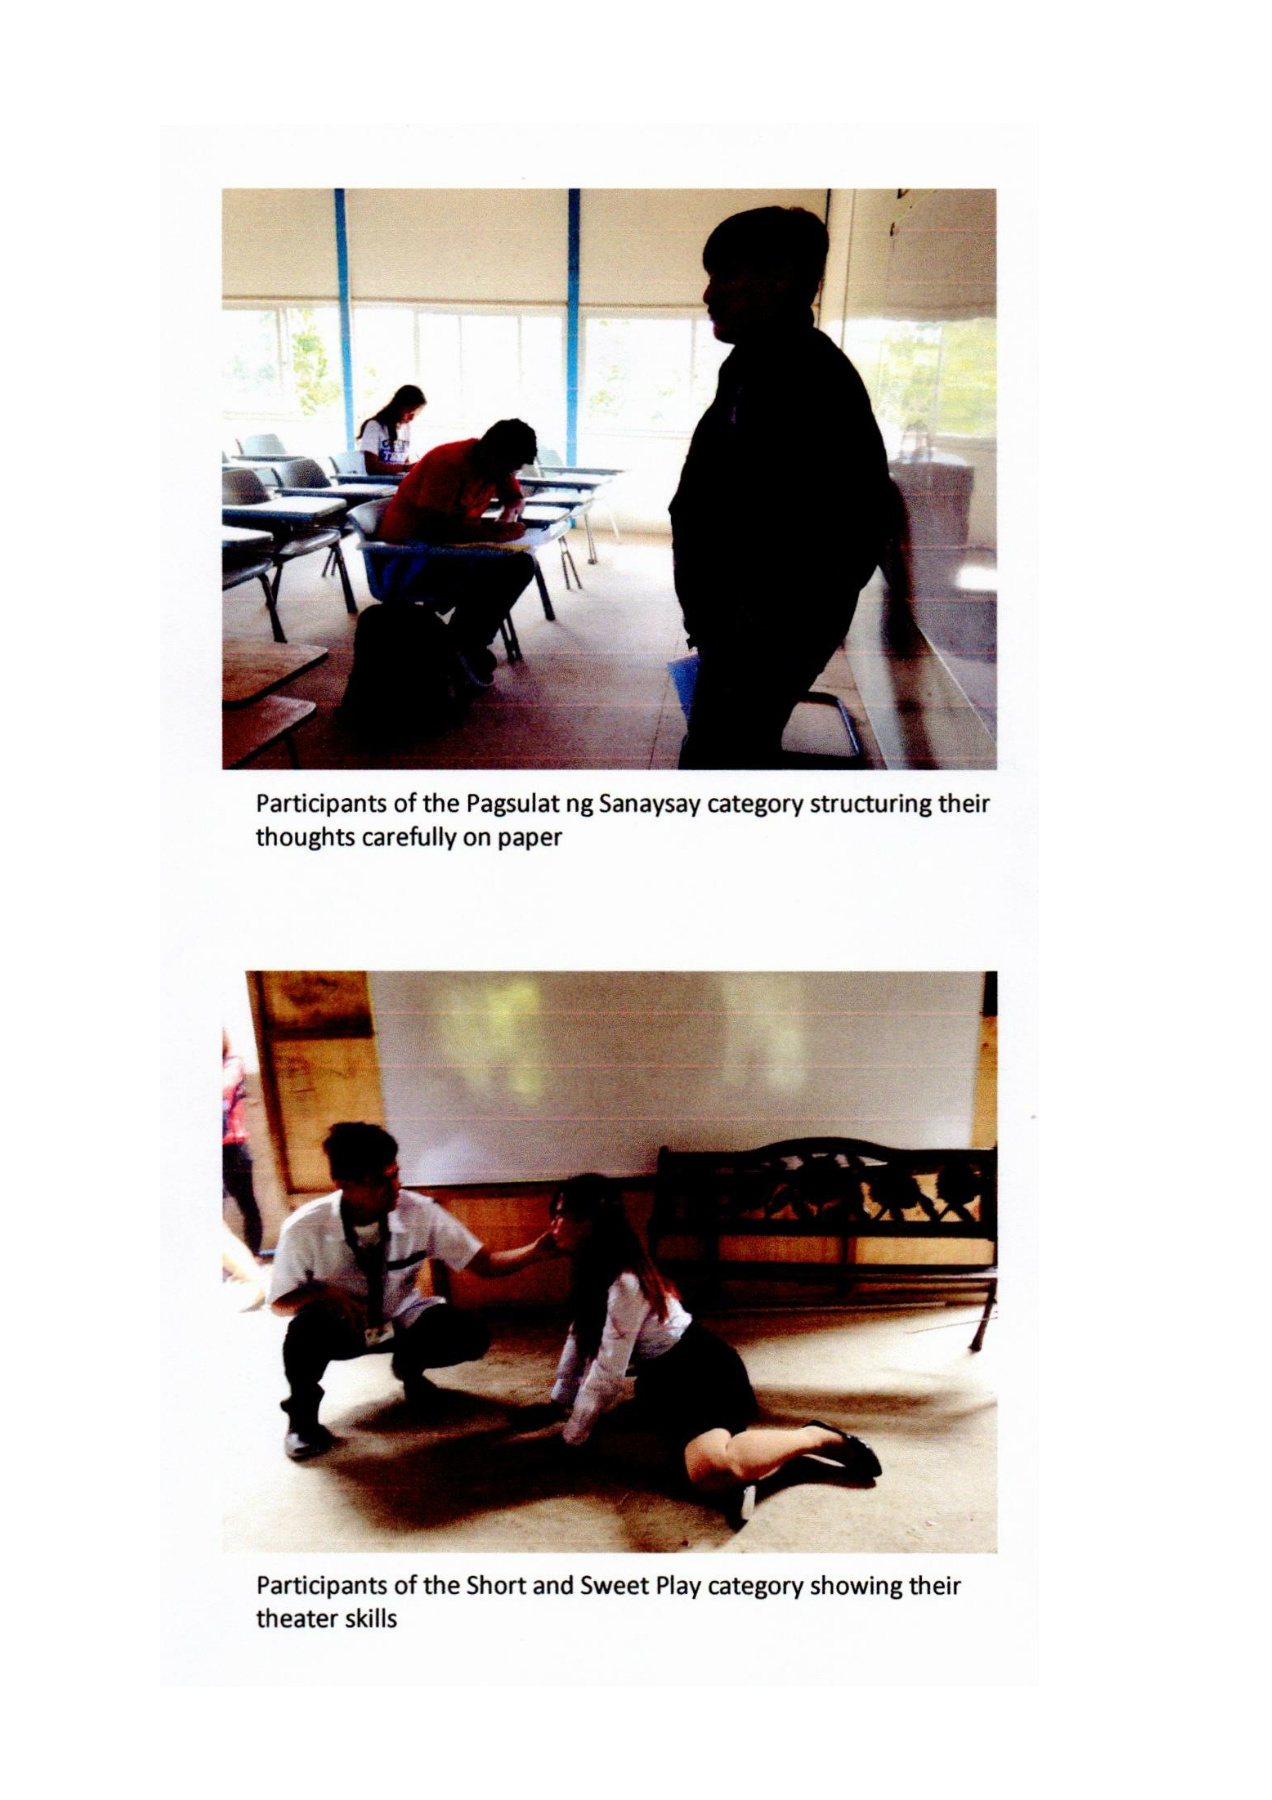 Participants of the Pagsulat ng Sanaysay category structuring their
thoughts carefully on paper
Participants of the Short and Sweet Play category showing their
theater skills